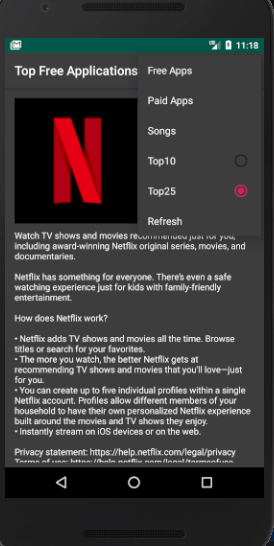 11:18
Top Free Applications
Free Apps
Paid Apps
Songs
Top10
Top25
Refresh
N
Watch TV shows and movies recommended just for you,
including award-winning Netflix original series, movies, and
documentaries.
Netflix has something for everyone. There's even a safe
watching experience just for kids with family-friendly
entertainment.
How does Netflix work?
• Netflix adds TV shows and movies all the time. Browse
titles or search for your favorites.
• The more you watch, the better Netflix gets at
recommending TV shows and movies that you'll love—just
for you.
• You can create up to five individual profiles within a single
Netflix account. Profiles allow different members of your
household to have their own personalized Netflix experience
built around the movies and TV shows they enjoy.
• Instantly stream on iOS devices or on the web.
Privacy statement: https://help.netflix.com/legal/privacy
Terms of use: https://help.netflix.com/legal/termsofuse